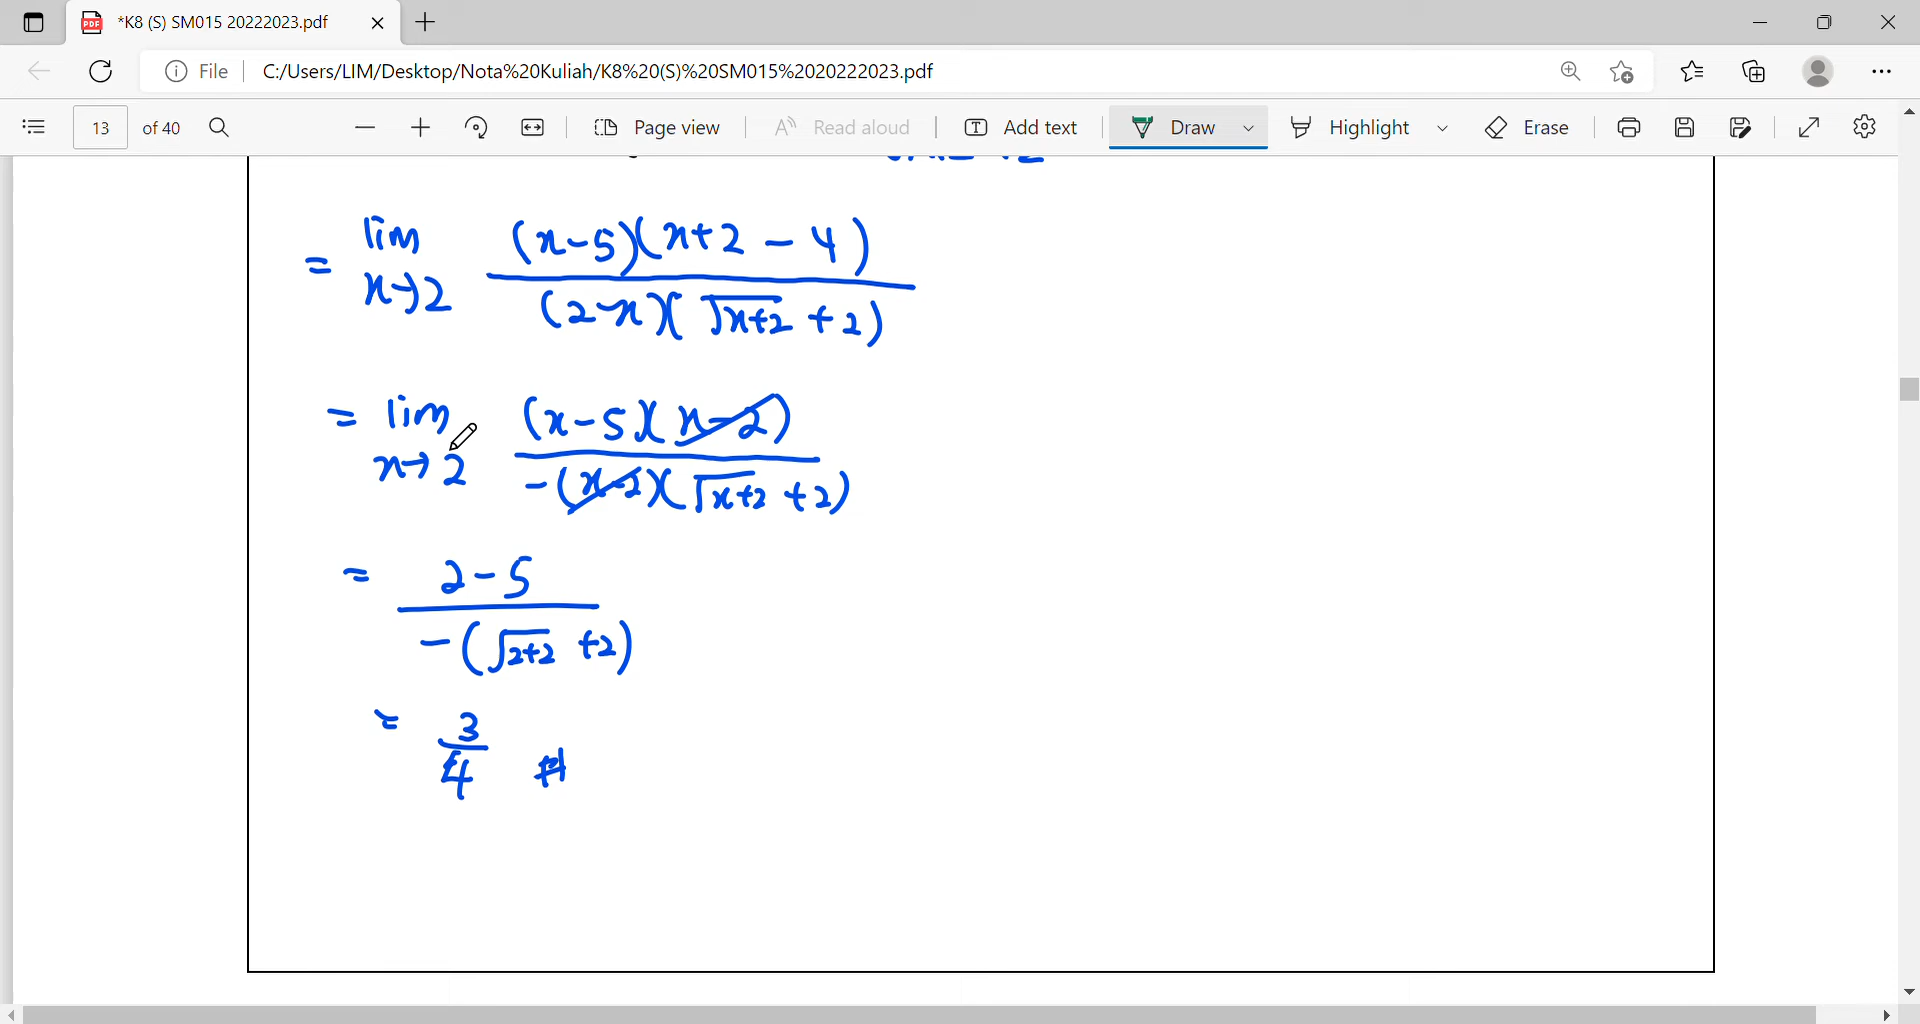 *K8 (S) SM015 20222023.pdf
File C:/Users/LIM/Desktop/Nota%20Kuliah/K8%20(S)%20SM015%2020222023.pdf
13 of 40 Page view Read aloud Add text Draw Highlight Erase
= lim x→2 (x-5)(x+2-4) / (2-x)(√x+2 +2)
= lim x→2 (x-5)(x-2) / -(x-2)(√x+2 +2)
= 2-5 / -(√2+2 +2)
= 3/4 #